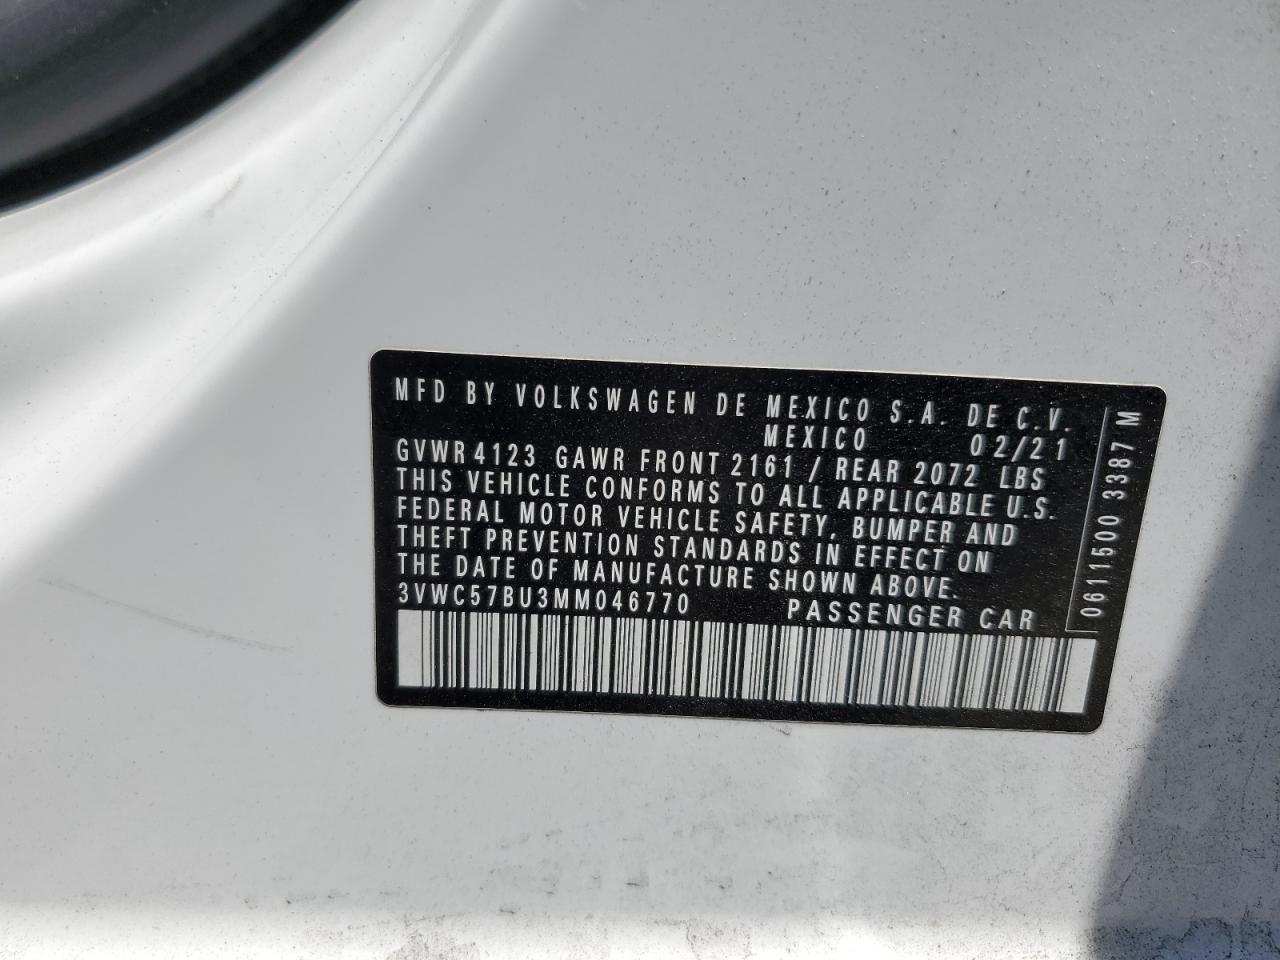 MFD BY VOLKSWAGEN DE MEXICO S.A. DE C.V.
MEXICO 02/21
GVWR 4123 GAWR FRONT 2161 / REAR 2072 LBS
THIS VEHICLE CONFORMS TO ALL APPLICABLE U.S.
FEDERAL MOTOR VEHICLE SAFETY, BUMPER AND
THEFT PREVENTION STANDARDS IN EFFECT ON
THE DATE OF MANUFACTURE SHOWN ABOVE.
3VWC57BU3MM046770 PASSENGER CAR
0611500 3387 M